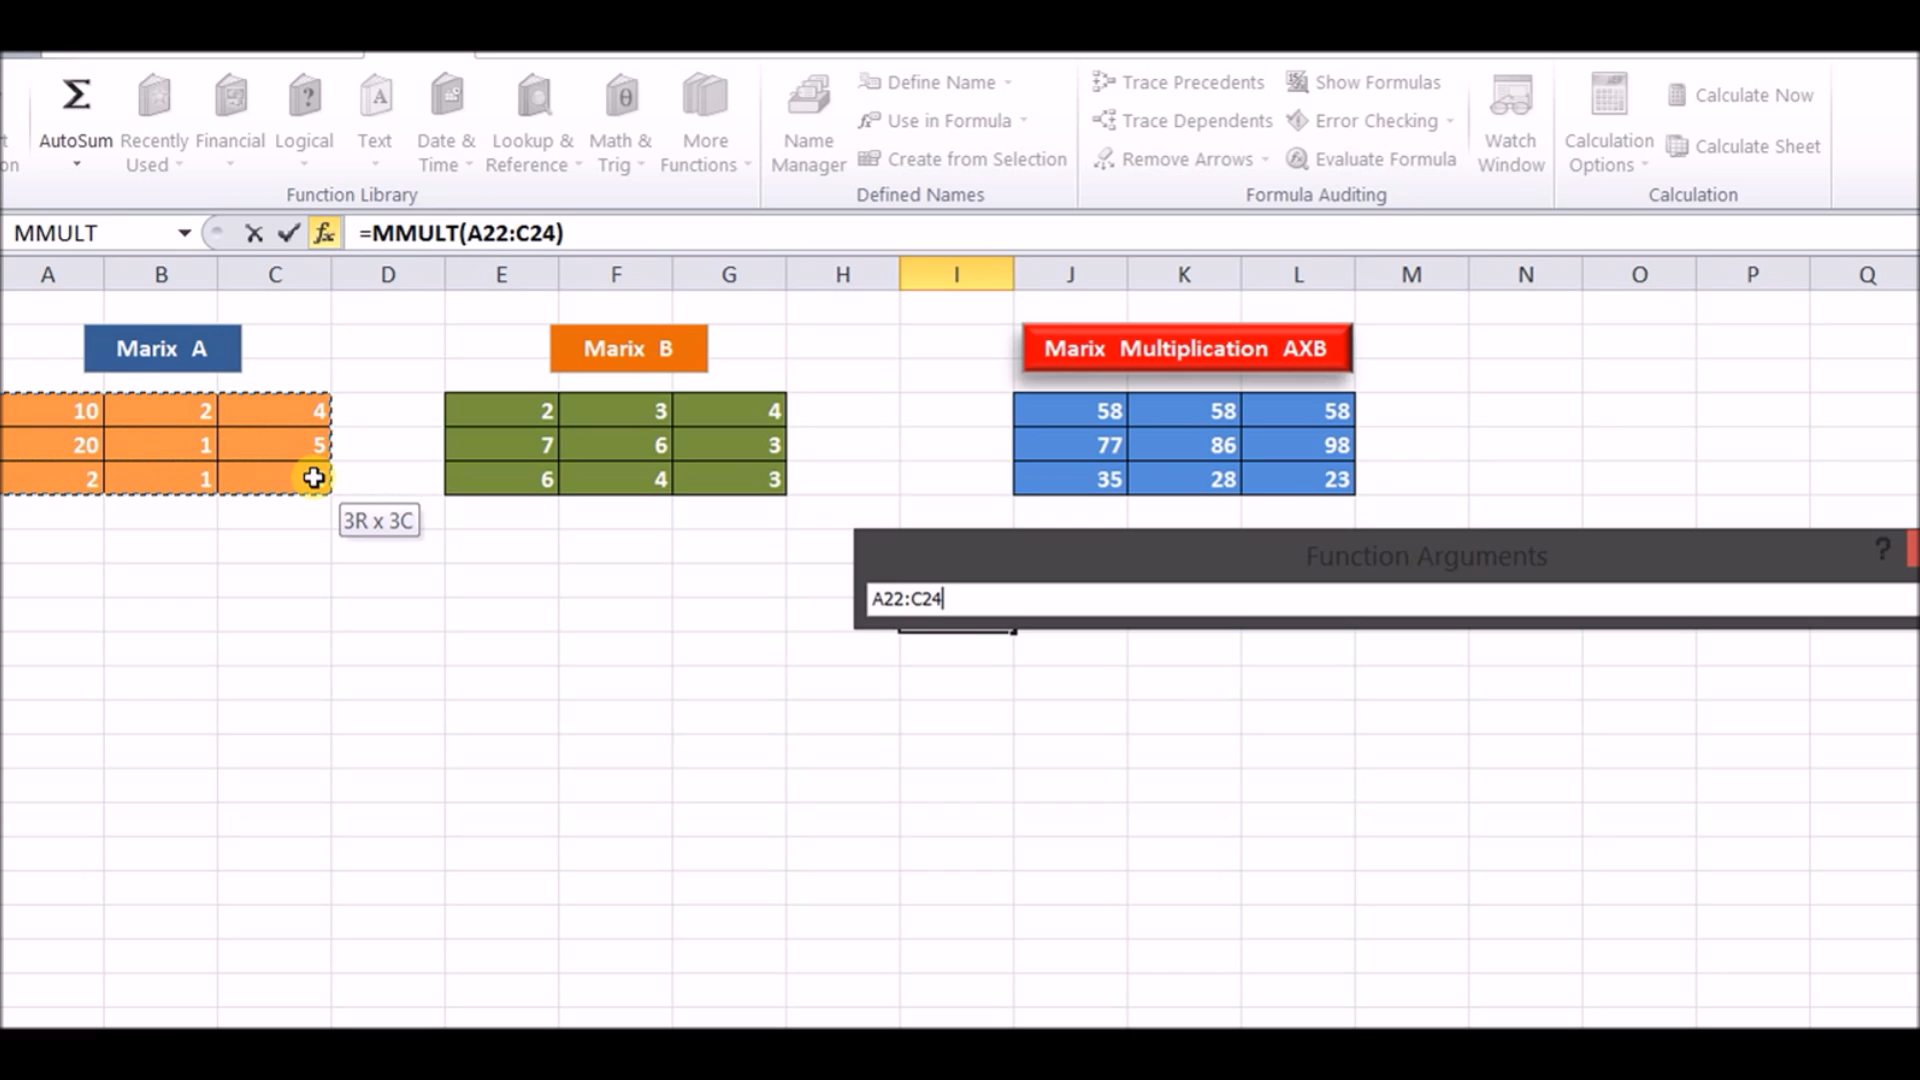 AutoSum
Recently Used
Financial
Logical
Text
Date & Time
Lookup & Reference
Math & Trig
More Functions
Function Library
Name Manager
Define Name
Use in Formula
Create from Selection
Defined Names
Trace Precedents
Trace Dependents
Remove Arrows
Show Formulas
Error Checking
Evaluate Formula
Formula Auditing
Watch Window
Calculation Options
Calculate Now
Calculate Sheet
Calculation
MMULT fx =MMULT(A22:C24)
A B C D E F G H I J K L M N O P Q
Marix A Marix B Marix Multiplication AXB
10 2 4 2 3 4 58 58 58
20 1 5 7 6 3 77 86 98
2 1 6 4 3 35 28 23
3R x 3C
Function Arguments ?
A22:C24